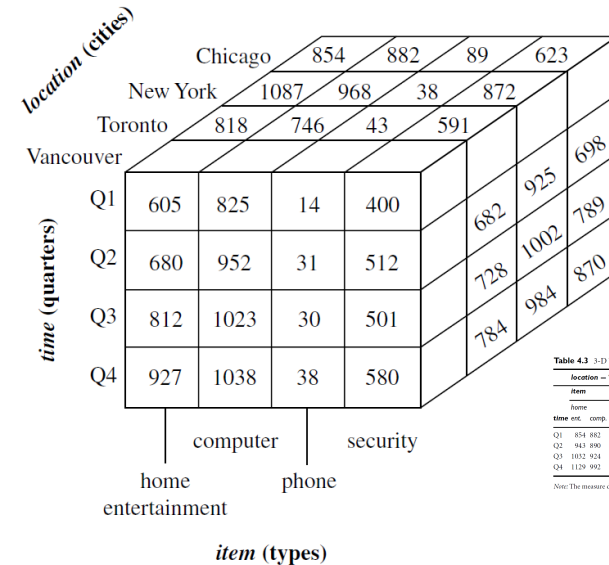 location (cities)
Chicago 854 882 89 623
New York 1087 968 38 872
Toronto 818 746 43 591
Vancouver
time (quarters)
Q1 605 825 14 400
Q2 680 952 31 512
Q3 812 1023 30 501
Q4 927 1038 38 580
682 925 698
728 1002 789
784 984 870
computer security
home phone
entertainment
item (types)
Table 4.3 3-D
location —
item
home
time ent. comp.
Q1 854 882
Q2 943 890
Q3 1032 924
Q4 1129 992
Note: The measure